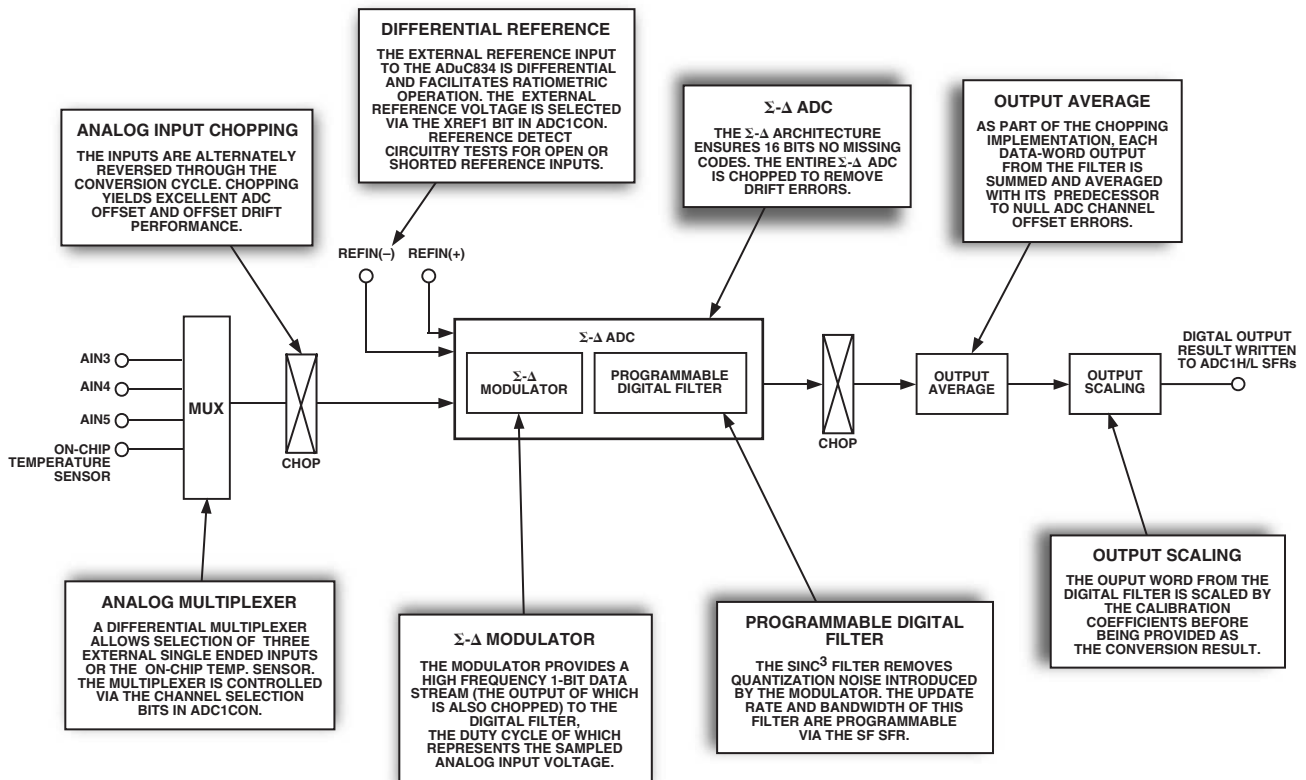 DIFFERENTIAL REFERENCE
THE EXTERNAL REFERENCE INPUT
TO THE ADuC834 IS DIFFERENTIAL
AND FACILITATES RATIOMETRIC
OPERATION. THE EXTERNAL
REFERENCE VOLTAGE IS SELECTED
VIA THE XREF1 BIT IN ADC1CON.
REFERENCE DETECT
CIRCUITRY TESTS FOR OPEN OR
SHORTED REFERENCE INPUTS.
ANALOG INPUT CHOPPING
THE INPUTS ARE ALTERNATELY
REVERSED THROUGH THE
CONVERSION CYCLE. CHOPPING
YIELDS EXCELLENT ADC
OFFSET AND OFFSET DRIFT
PERFORMANCE.
Σ-Δ ADC
THE Σ-Δ ARCHITECTURE
ENSURES 16 BITS NO MISSING
CODES. THE ENTIRE Σ-Δ ADC
IS CHOPPED TO REMOVE
DRIFT ERRORS.
OUTPUT AVERAGE
AS PART OF THE CHOPPING
IMPLEMENTATION, EACH
DATA-WORD OUTPUT
FROM THE FILTER IS
SUMMED AND AVERAGED
WITH ITS PREDECESSOR
TO NULL ADC CHANNEL
OFFSET ERRORS.
REFIN(–) REFIN(+)
AIN3
AIN4
AIN5
ON-CHIP
TEMPERATURE
SENSOR
MUX
CHOP
Σ-Δ ADC
Σ-Δ
MODULATOR
PROGRAMMABLE
DIGITAL FILTER
CHOP
OUTPUT
AVERAGE
OUTPUT
SCALING
DIGTAL OUTPUT
RESULT WRITTEN
TO ADC1H/L SFRs
ANALOG MULTIPLEXER
A DIFFERENTIAL MULTIPLEXER
ALLOWS SELECTION OF THREE
EXTERNAL SINGLE ENDED INPUTS
OR THE ON-CHIP TEMP. SENSOR.
THE MULTIPLEXER IS CONTROLLED
VIA THE CHANNEL SELECTION
BITS IN ADC1CON.
Σ-Δ MODULATOR
THE MODULATOR PROVIDES A
HIGH FREQUENCY 1-BIT DATA
STREAM (THE OUTPUT OF WHICH
IS ALSO CHOPPED) TO THE
DIGITAL FILTER,
THE DUTY CYCLE OF WHICH
REPRESENTS THE SAMPLED
ANALOG INPUT VOLTAGE.
PROGRAMMABLE DIGITAL
FILTER
THE SINC³ FILTER REMOVES
QUANTIZATION NOISE INTRODUCED
BY THE MODULATOR. THE UPDATE
RATE AND BANDWIDTH OF THIS
FILTER ARE PROGRAMMABLE
VIA THE SF SFR.
OUTPUT SCALING
THE OUPUT WORD FROM THE
DIGITAL FILTER IS SCALED BY
THE CALIBRATION
COEFFICIENTS BEFORE
BEING PROVIDED AS
THE CONVERSION RESULT.